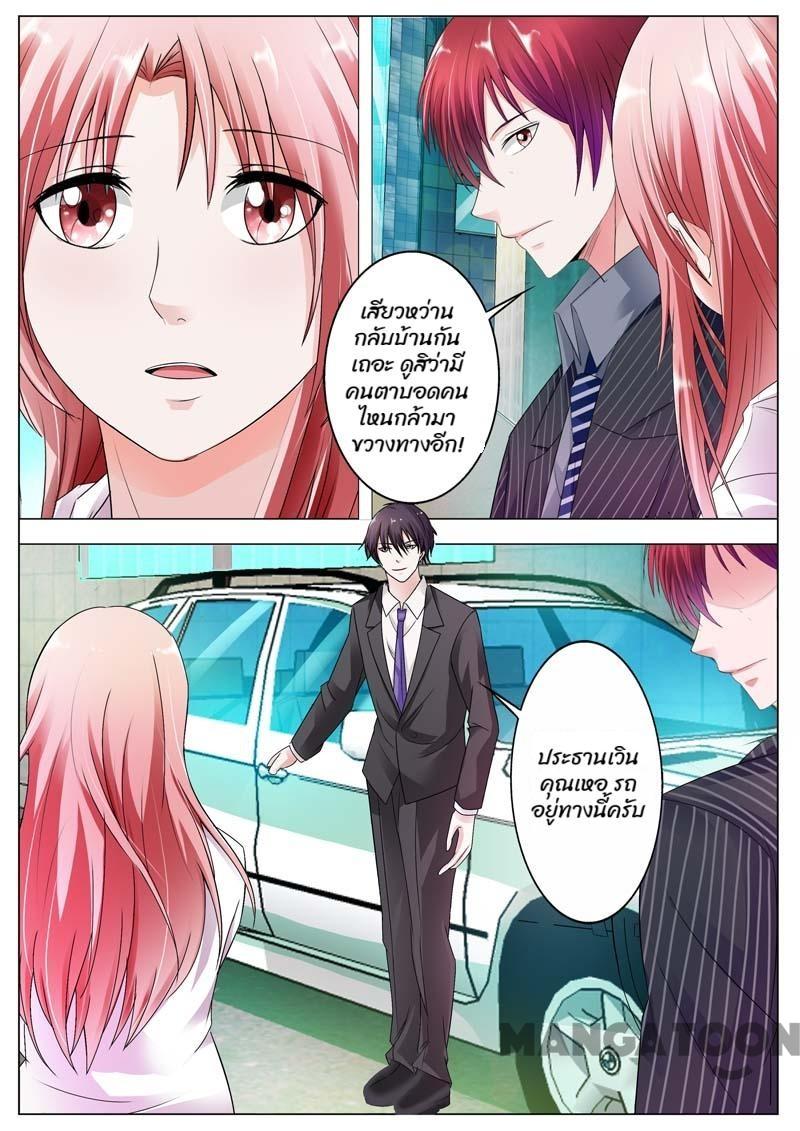 เสียวหว่าน
กลับบ้านกัน
เถอะ ดูสิว่ามี
คนตาบอดคน
ไหนกล้ามา
ขวางทางอีก!
ประธานเวิน
คุณเหอ รถ
อยู่ทางนี้ครับ
MANGATOON